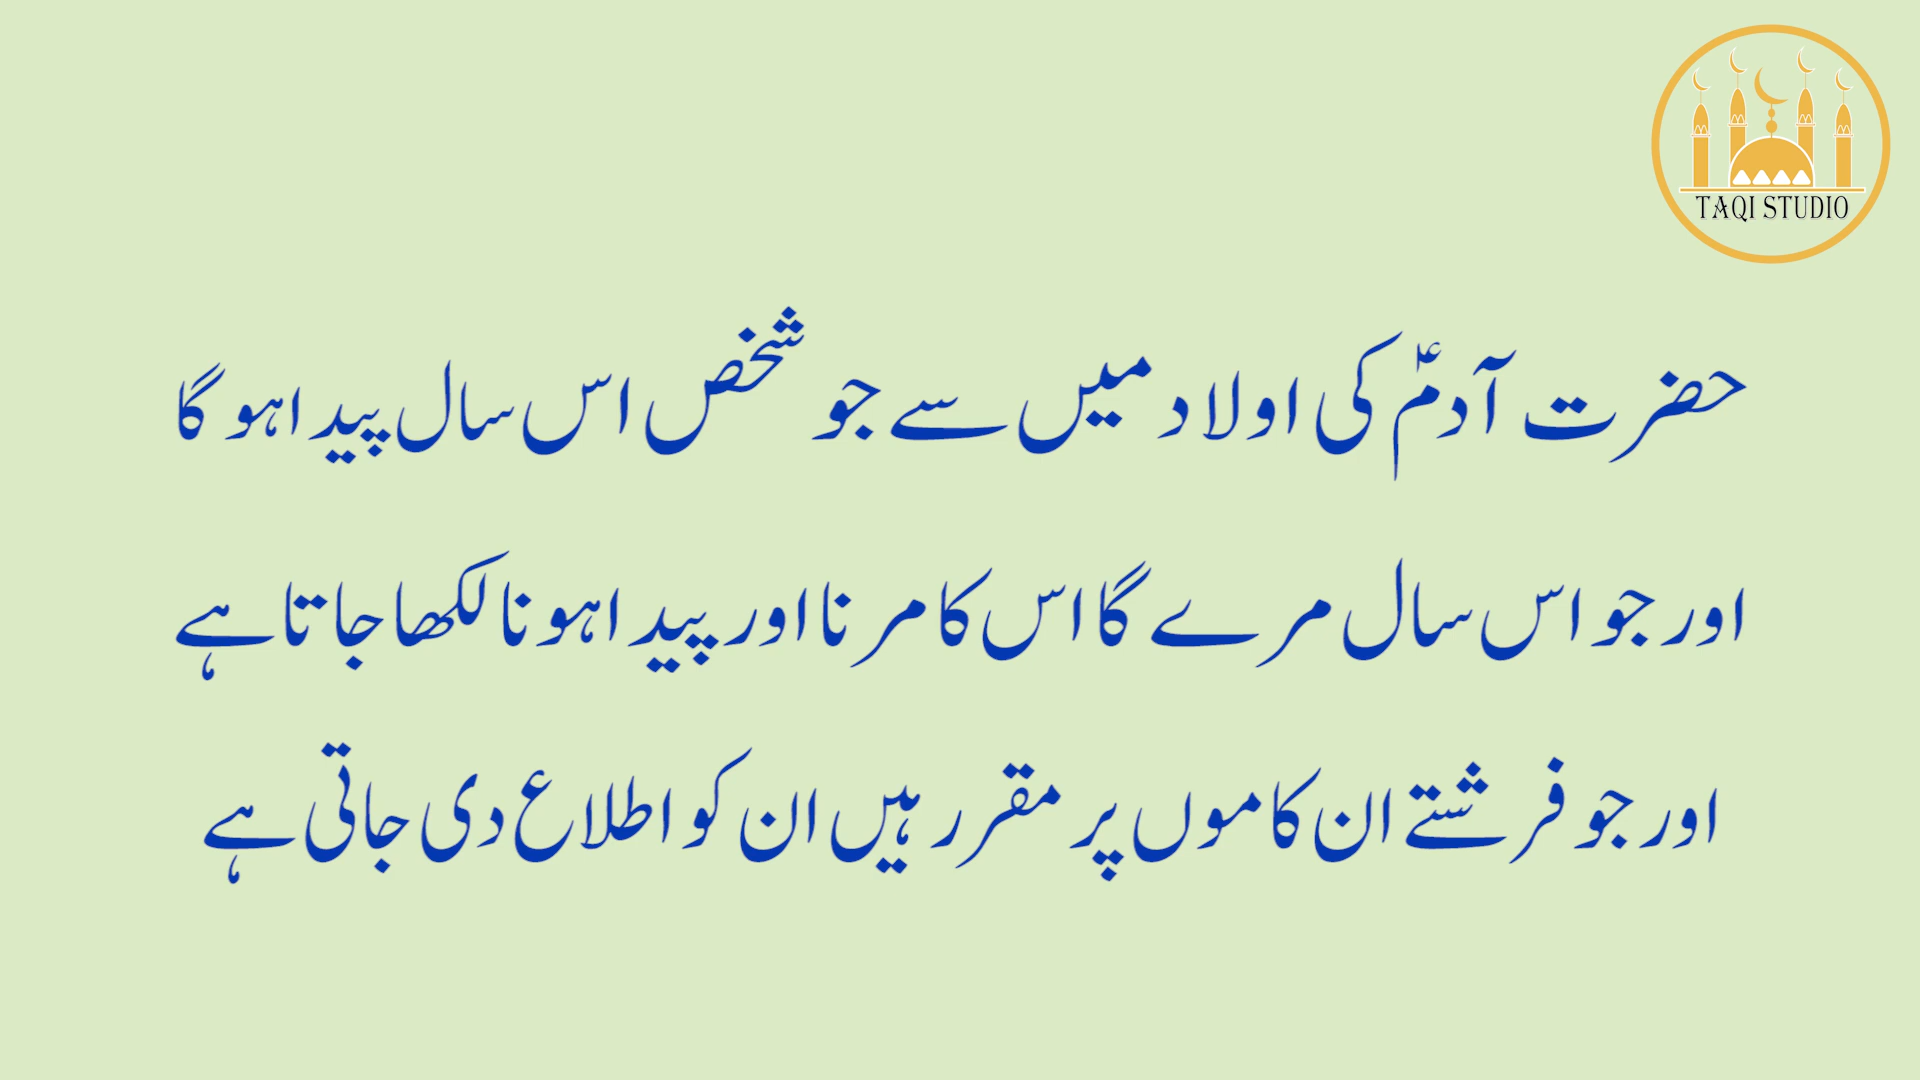 TAQI STUDIO
حضرت آدمؑ کی اولاد میں سے جو شخص اس سال پیدا ہو گا
اور جو اس سال مرے گا اس کا مرنا اور پیدا ہونا لکھا جاتا ہے
اور جو فرشتے ان کاموں پر مقرر ہیں ان کو اطلاع دی جاتی ہے